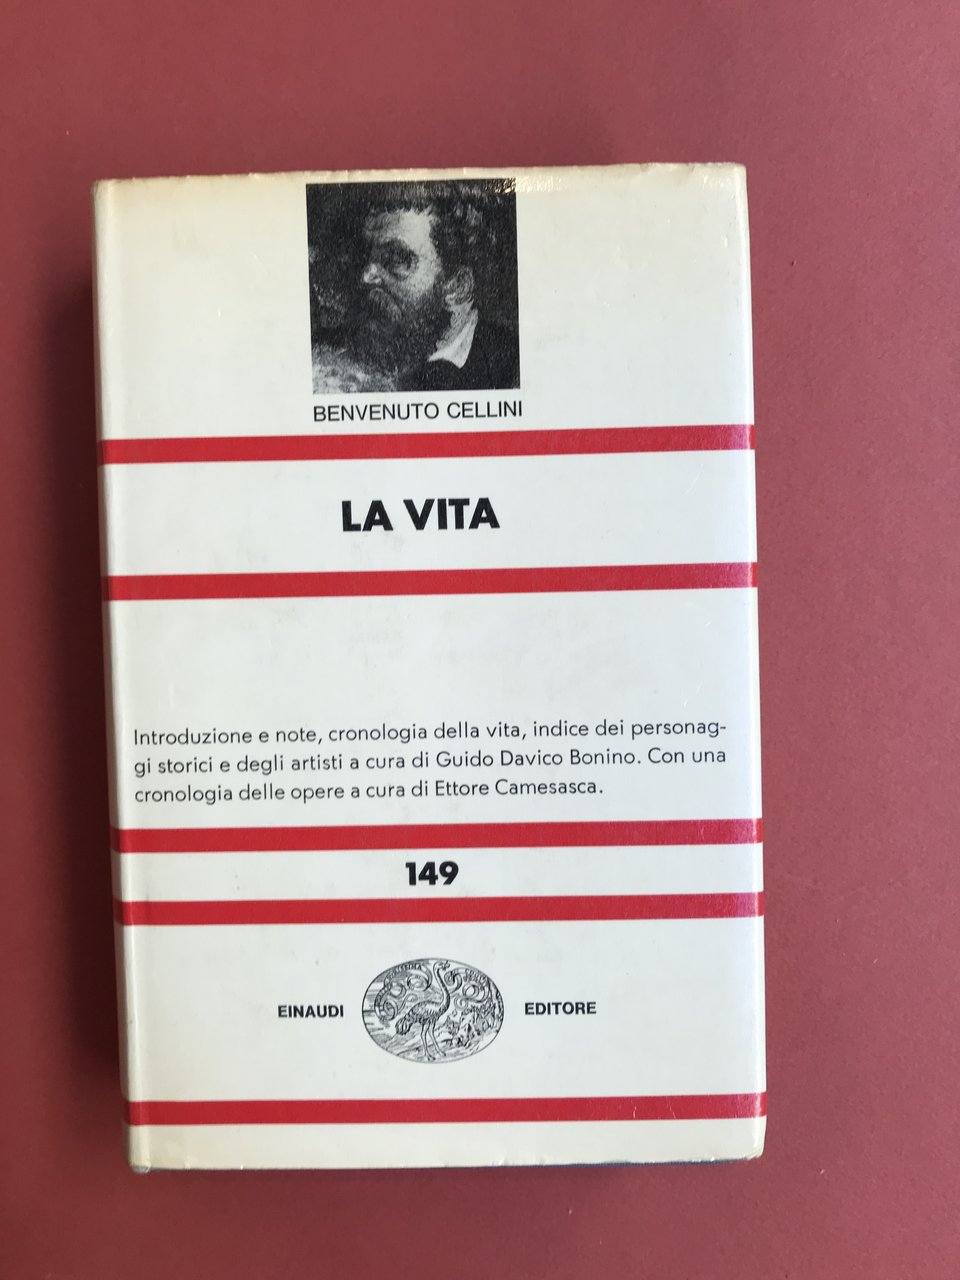 BENVENUTO CELLINI
LA VITA
Introduzione e note, cronologia della vita, indice dei personag-
gi storici e degli artisti a cura di Guido Davico Bonino. Con una
cronologia delle opere a cura di Ettore Camesasca.
149
EINAUDI EDITORE